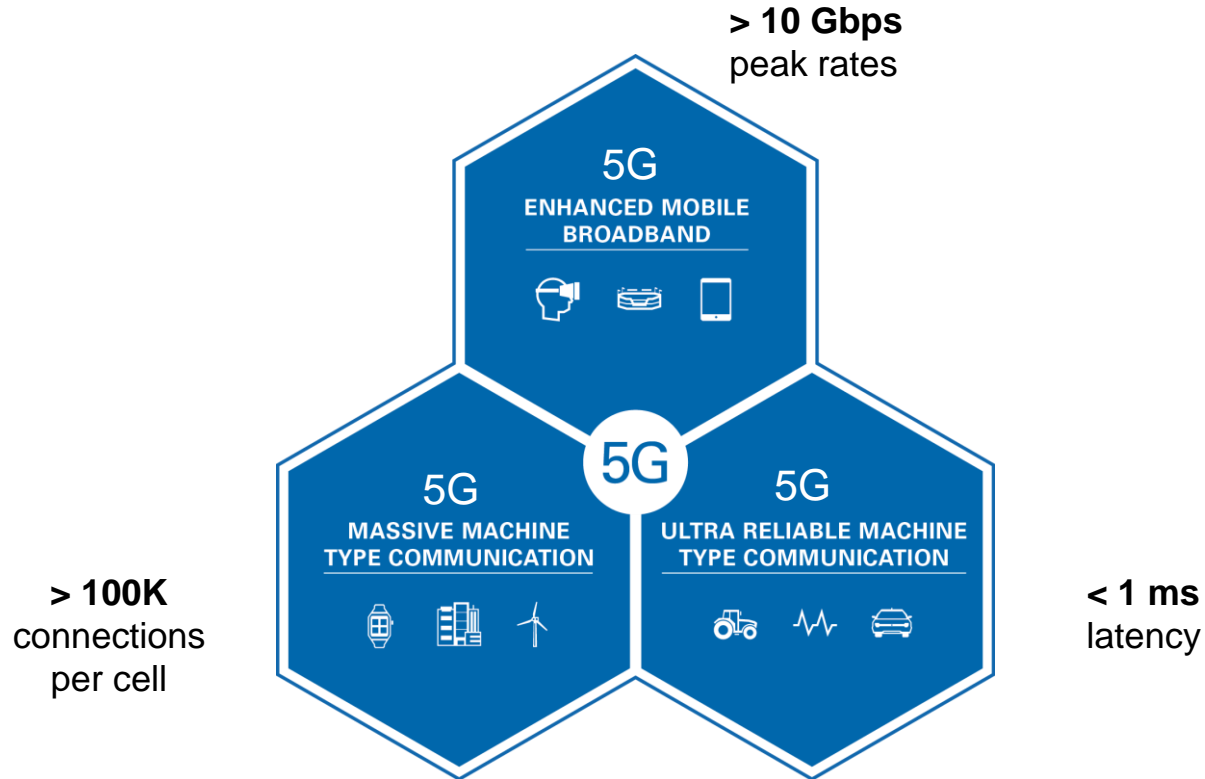 > 10 Gbps
peak rates
5G
ENHANCED MOBILE
BROADBAND
5G
5G
MASSIVE MACHINE
TYPE COMMUNICATION
5G
ULTRA RELIABLE MACHINE
TYPE COMMUNICATION
> 100K
connections
per cell
< 1 ms
latency